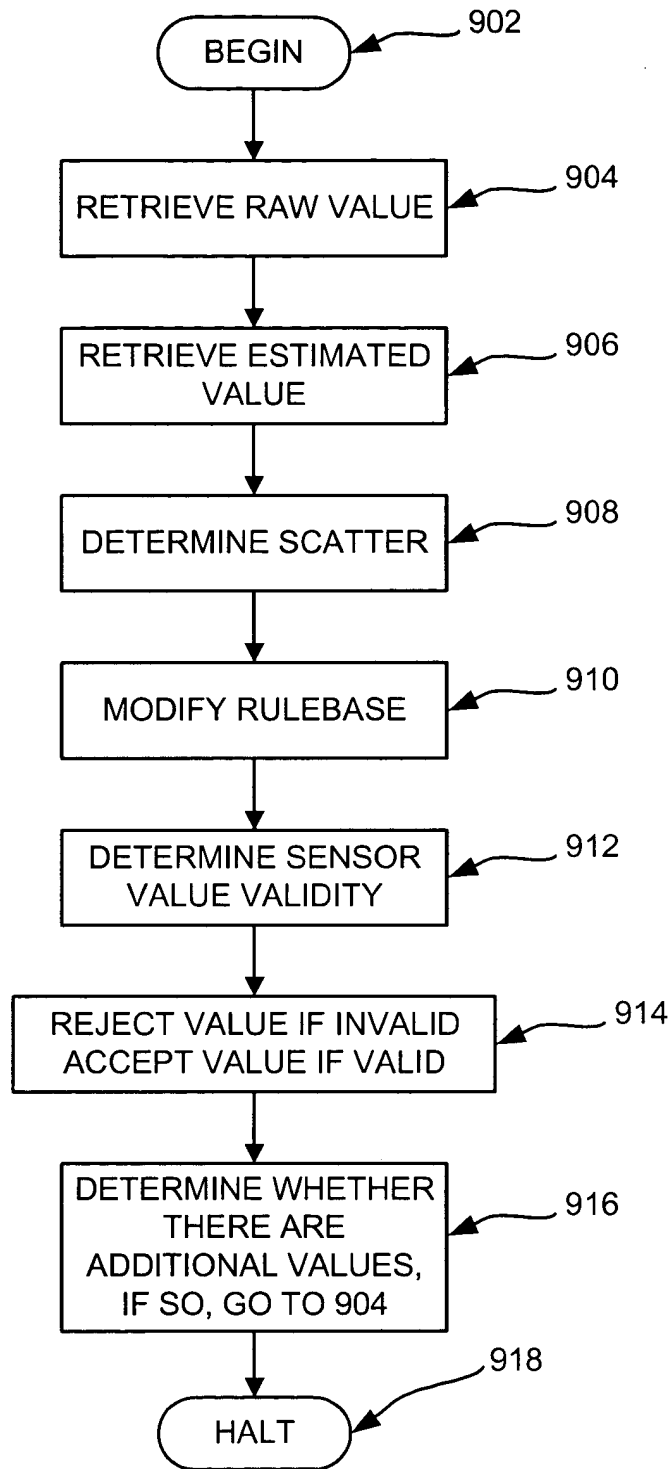 BEGIN
902
RETRIEVE RAW VALUE
904
RETRIEVE ESTIMATED
VALUE
906
DETERMINE SCATTER
908
MODIFY RULEBASE
910
DETERMINE SENSOR
VALUE VALIDITY
912
REJECT VALUE IF INVALID
ACCEPT VALUE IF VALID
914
DETERMINE WHETHER
THERE ARE
ADDITIONAL VALUES,
IF SO, GO TO 904
916
HALT
918